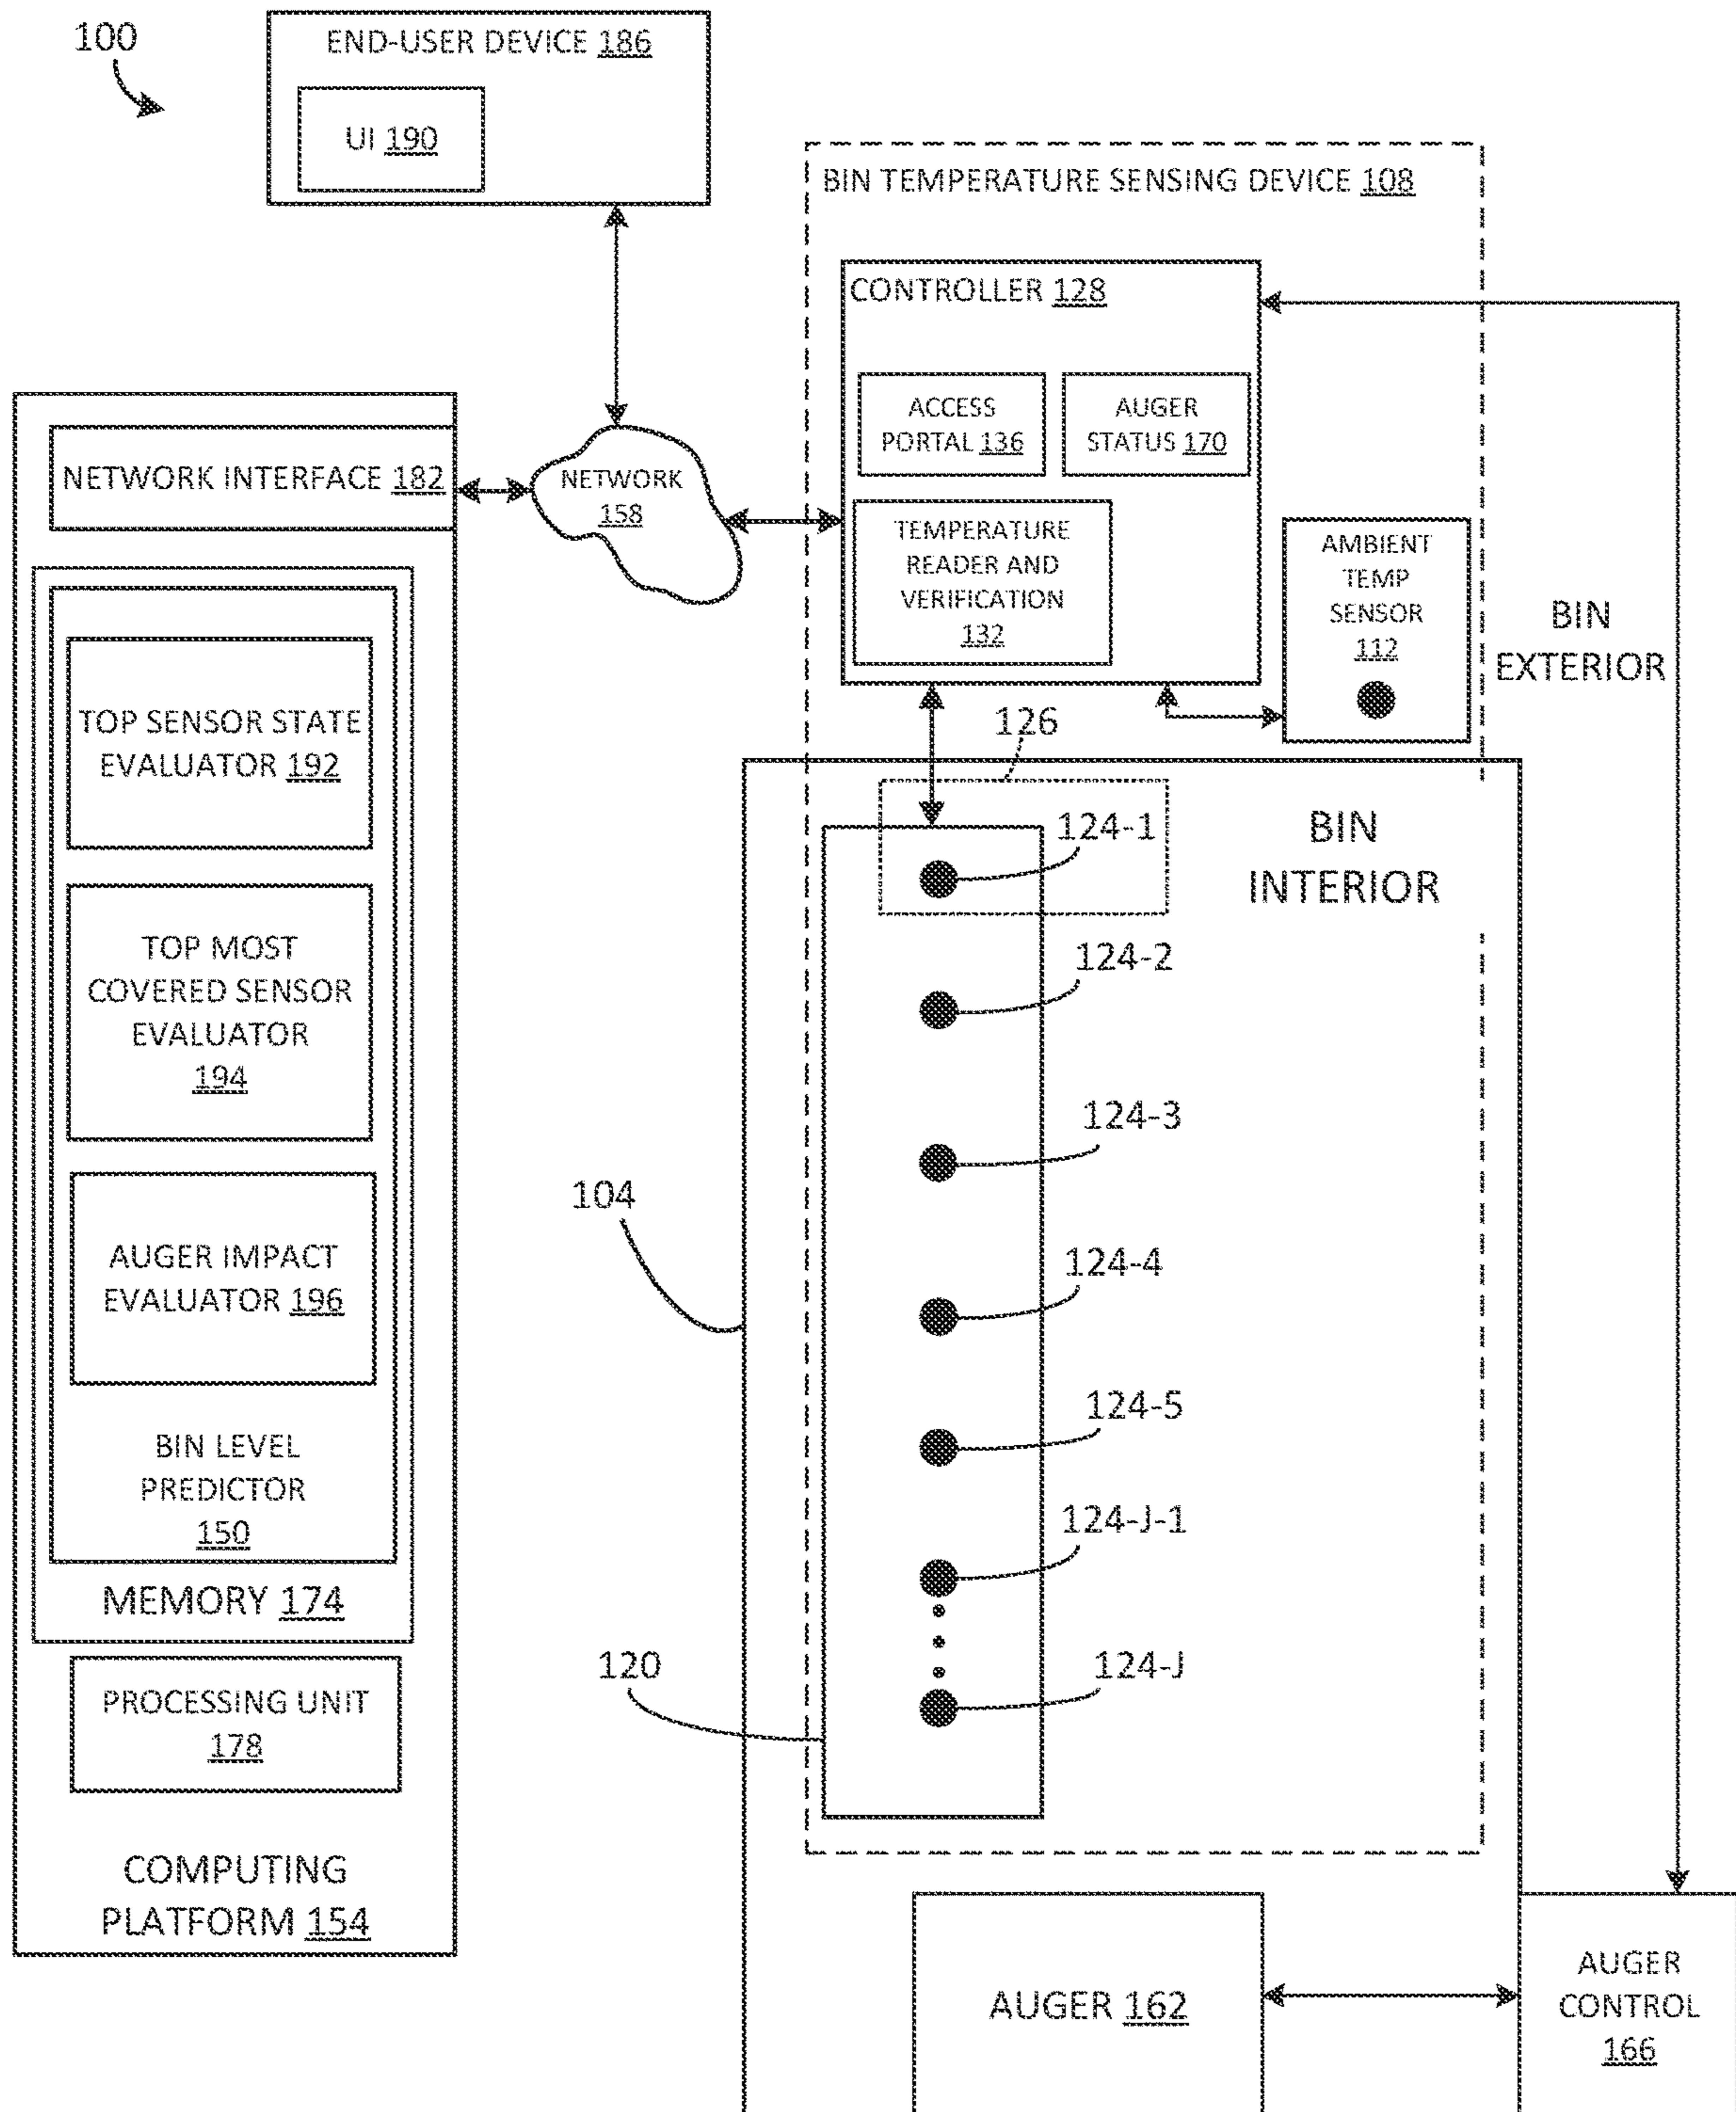 100
END-USER DEVICE 186
UI 190
BIN TEMPERATURE SENSING DEVICE 108
CONTROLLER 128
ACCESS
PORTAL 136
AUGER
STATUS 170
TEMPERATURE
READER AND
VERIFICATION
132
AMBIENT
TEMP
SENSOR
112
BIN
EXTERIOR
NETWORK
158
NETWORK INTERFACE 182
TOP SENSOR STATE
EVALUATOR 192
TOP MOST
COVERED SENSOR
EVALUATOR
194
AUGER IMPACT
EVALUATOR 196
BIN LEVEL
PREDICTOR
150
MEMORY 174
PROCESSING UNIT
178
COMPUTING
PLATFORM 154
126
BIN
INTERIOR
124-1
124-2
124-3
124-4
124-5
124-J-1
124-J
104
120
AUGER 162
AUGER
CONTROL
166